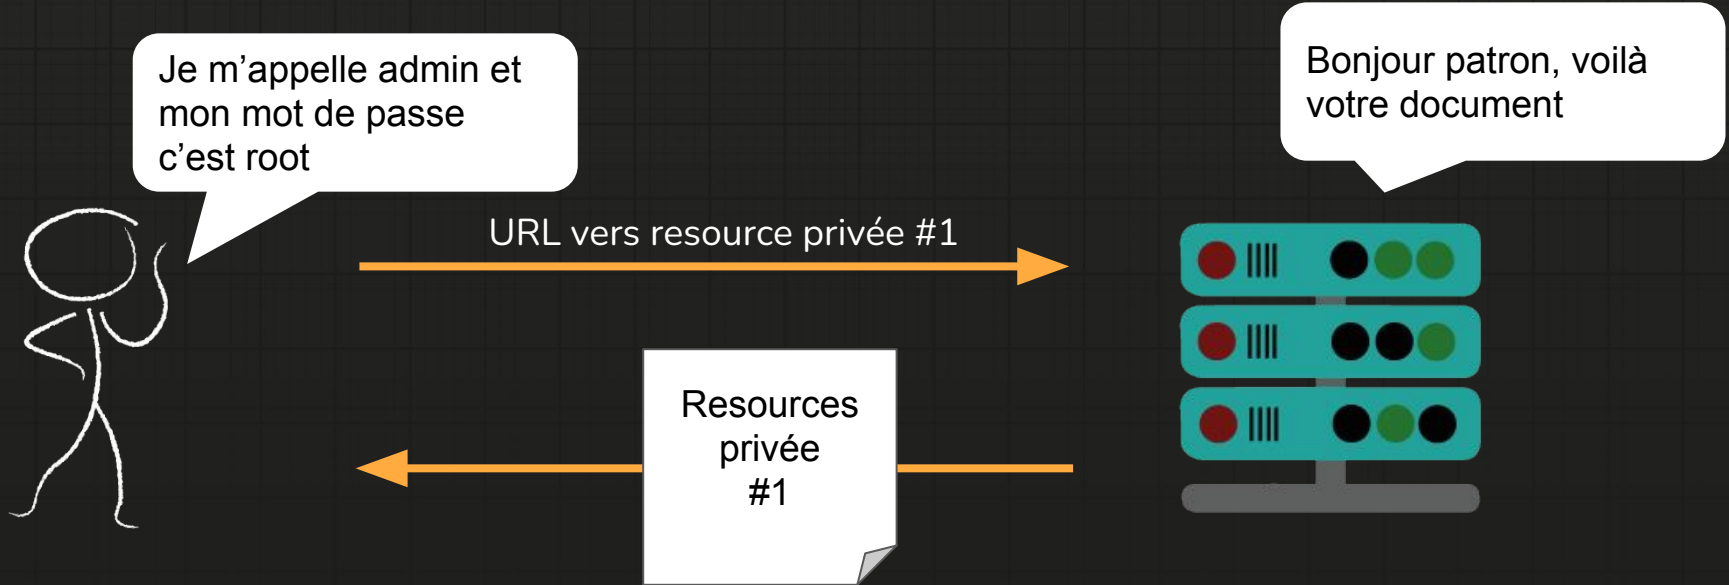 Je m’appelle admin et
mon mot de passe
c’est root
Bonjour patron, voilà
votre document
URL vers resource privée #1
Resources
privée
#1